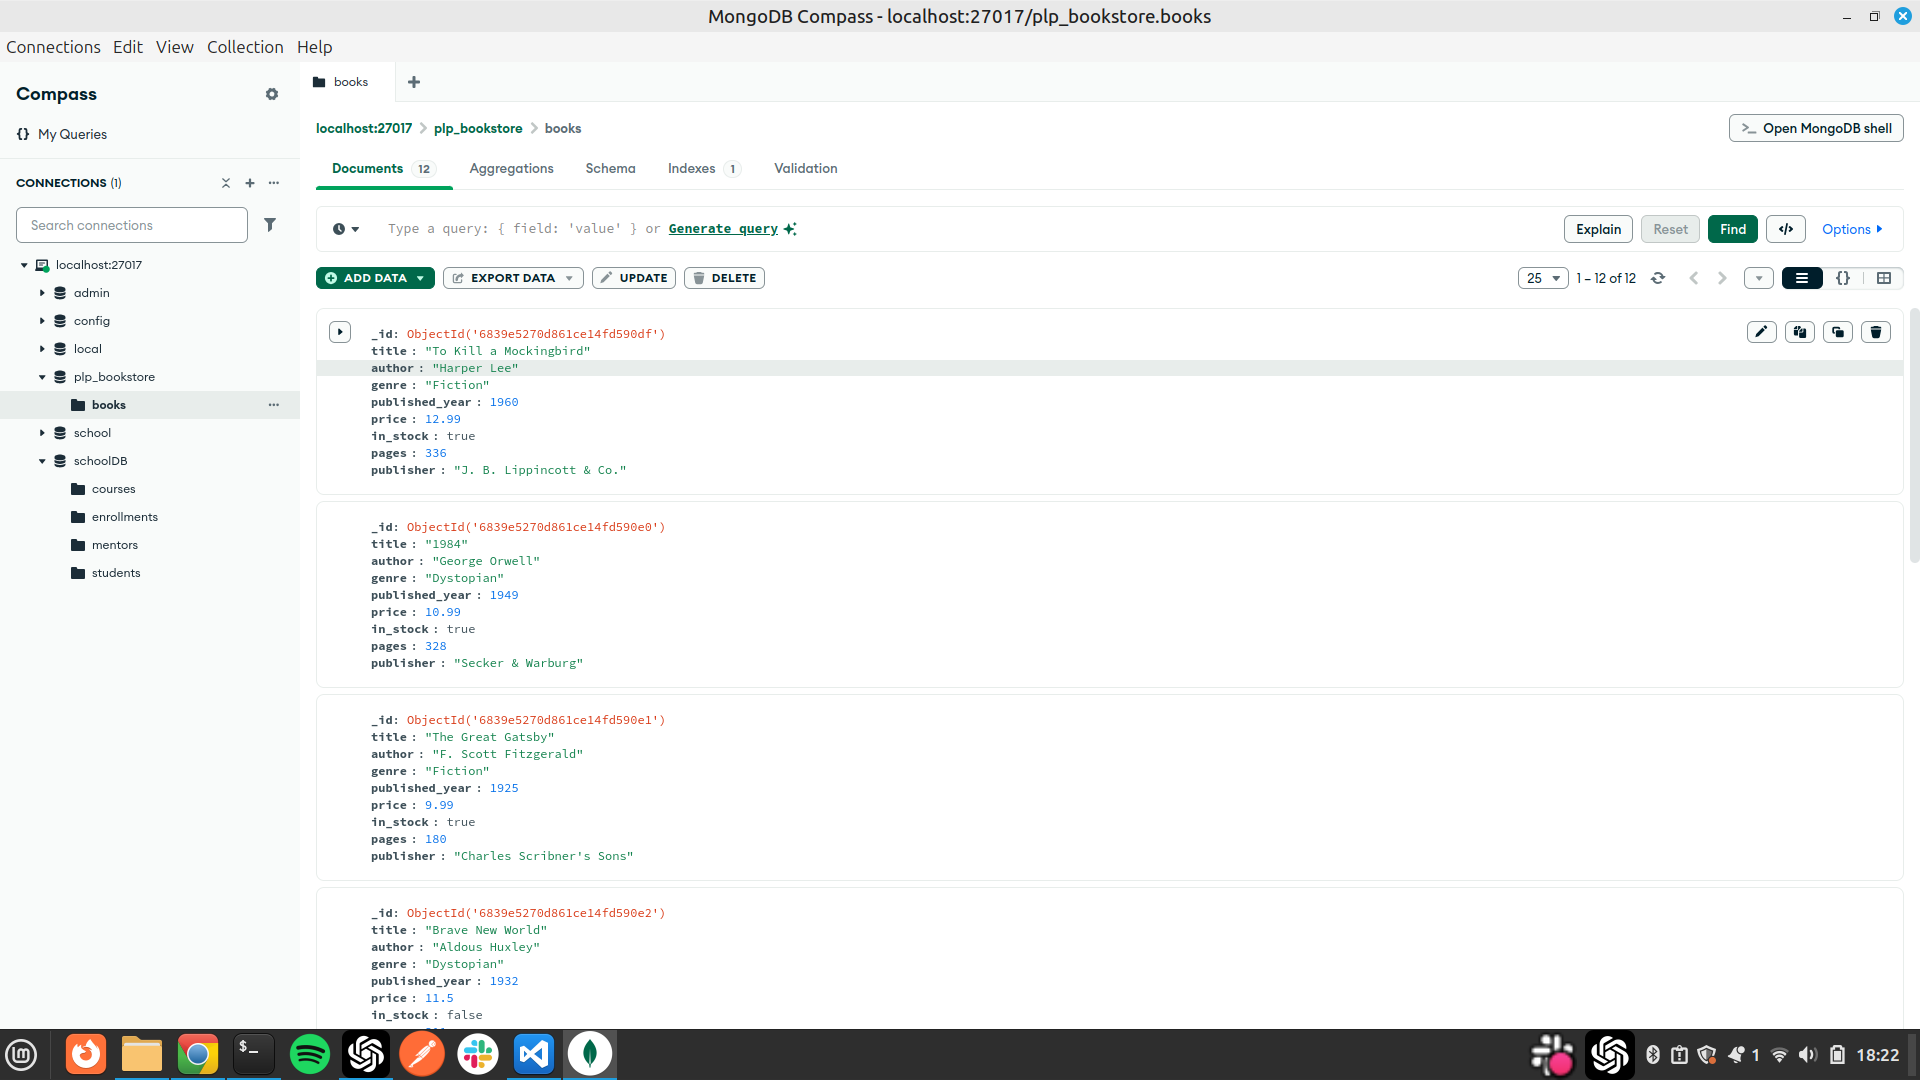 MongoDB Compass - localhost:27017/plp_bookstore.books
Connections Edit View Collection Help
Compass
My Queries
CONNECTIONS (1)
Search connections
localhost:27017
admin
config
local
plp_bookstore
books
school
schoolDB
courses
enrollments
mentors
students
books
localhost:27017 > plp_bookstore > books
>_ Open MongoDB shell
Documents 12 Aggregations Schema Indexes 1 Validation
Type a query: { field: 'value' } or Generate query
Explain Reset Find </> Options
ADD DATA EXPORT DATA UPDATE DELETE
25 1 – 12 of 12 {}
_id: ObjectId('6839e5270d861ce14fd590df')
title : "To Kill a Mockingbird"
author : "Harper Lee"
genre : "Fiction"
published_year : 1960
price : 12.99
in_stock : true
pages : 336
publisher : "J. B. Lippincott & Co."
_id: ObjectId('6839e5270d861ce14fd590e0')
title : "1984"
author : "George Orwell"
genre : "Dystopian"
published_year : 1949
price : 10.99
in_stock : true
pages : 328
publisher : "Secker & Warburg"
_id: ObjectId('6839e5270d861ce14fd590e1')
title : "The Great Gatsby"
author : "F. Scott Fitzgerald"
genre : "Fiction"
published_year : 1925
price : 9.99
in_stock : true
pages : 180
publisher : "Charles Scribner's Sons"
_id: ObjectId('6839e5270d861ce14fd590e2')
title : "Brave New World"
author : "Aldous Huxley"
genre : "Dystopian"
published_year : 1932
price : 11.5
in_stock : false
1 18:22